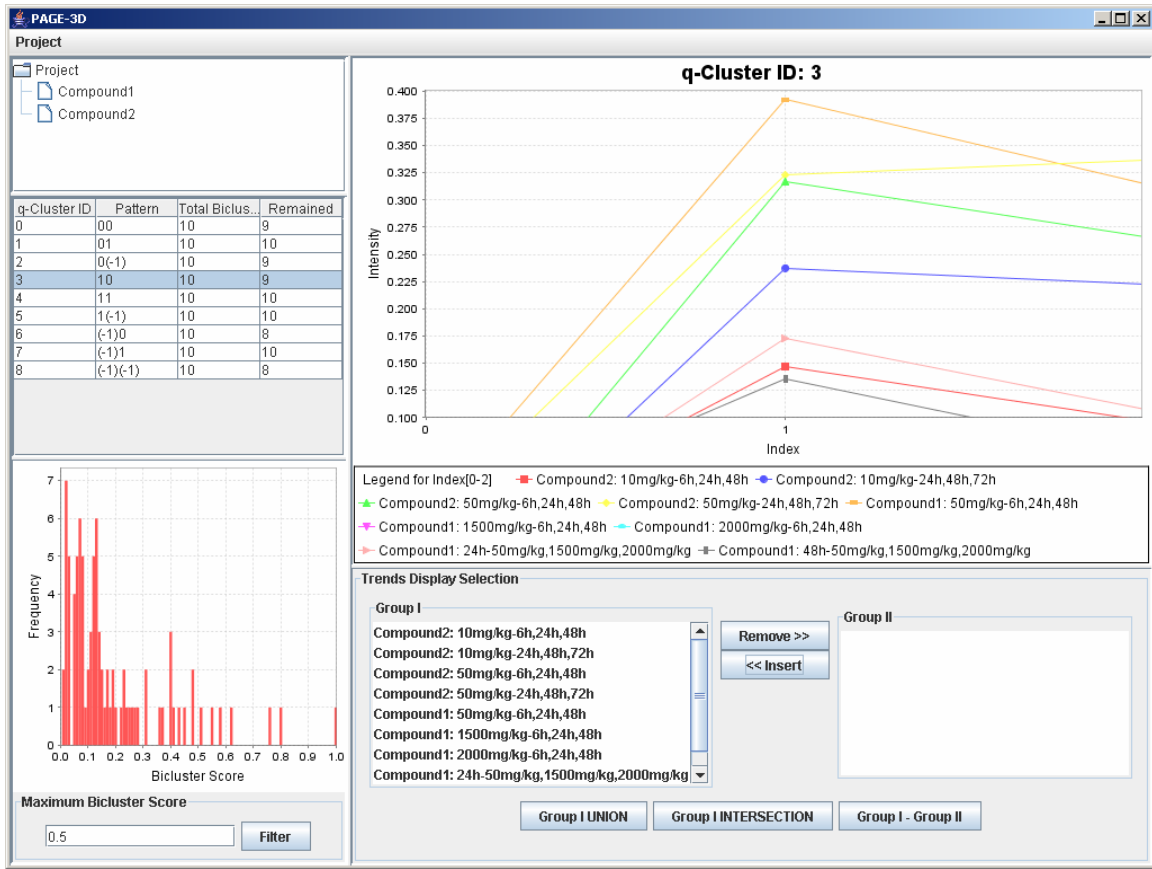 PAGE-3D
Project
Project
Compound1
Compound2
q-Cluster ID Pattern Total Biclus... Remained
0 00 10 9
1 01 10 10
2 0(-1) 10 9
3 10 10 9
4 11 10 10
5 1(-1) 10 10
6 (-1)0 10 8
7 (-1)1 10 10
8 (-1)(-1) 10 8
7
6
5
4
3
2
1
0
Frequency
0.0 0.1 0.2 0.3 0.4 0.5 0.6 0.7 0.8 0.9 1.0
Bicluster Score
Maximum Bicluster Score
0.5 Filter
q-Cluster ID: 3
0.400
0.375
0.350
0.325
0.300
0.275
0.250
0.225
0.200
0.175
0.150
0.125
0.100
Intensity
0 1
Index
Legend for Index[0-2] Compound2: 10mg/kg-6h,24h,48h Compound2: 10mg/kg-24h,48h,72h
Compound2: 50mg/kg-6h,24h,48h Compound2: 50mg/kg-24h,48h,72h Compound1: 50mg/kg-6h,24h,48h
Compound1: 1500mg/kg-6h,24h,48h Compound1: 2000mg/kg-6h,24h,48h
Compound1: 24h-50mg/kg,1500mg/kg,2000mg/kg Compound1: 48h-50mg/kg,1500mg/kg,2000mg/kg
Trends Display Selection
Group I
Compound2: 10mg/kg-6h,24h,48h
Compound2: 10mg/kg-24h,48h,72h
Compound2: 50mg/kg-6h,24h,48h
Compound2: 50mg/kg-24h,48h,72h
Compound1: 50mg/kg-6h,24h,48h
Compound1: 1500mg/kg-6h,24h,48h
Compound1: 2000mg/kg-6h,24h,48h
Compound1: 24h-50mg/kg,1500mg/kg,2000mg/kg
Remove >>
<< Insert
Group II
Group I UNION Group I INTERSECTION Group I - Group II